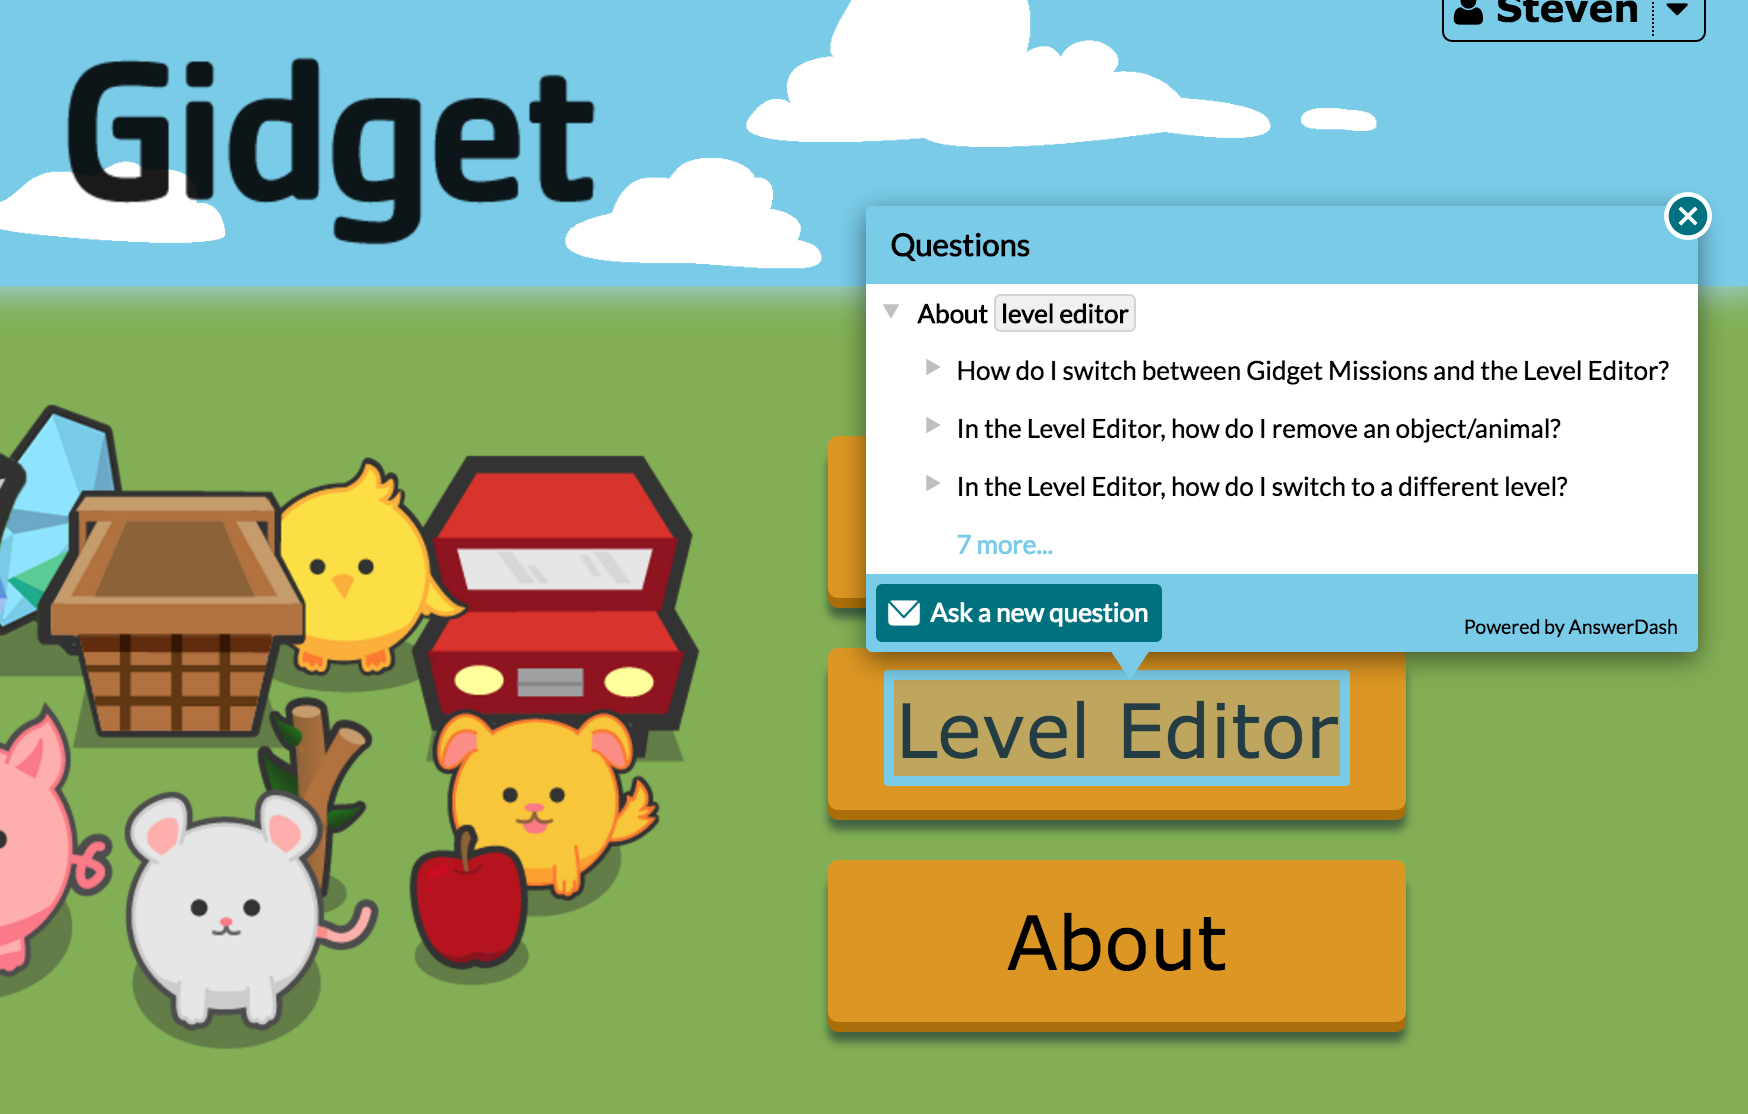 Steven
Gidget
Questions
About level editor
How do I switch between Gidget Missions and the Level Editor?
In the Level Editor, how do I remove an object/animal?
In the Level Editor, how do I switch to a different level?
7 more...
Ask a new question
Powered by AnswerDash
Level Editor
About